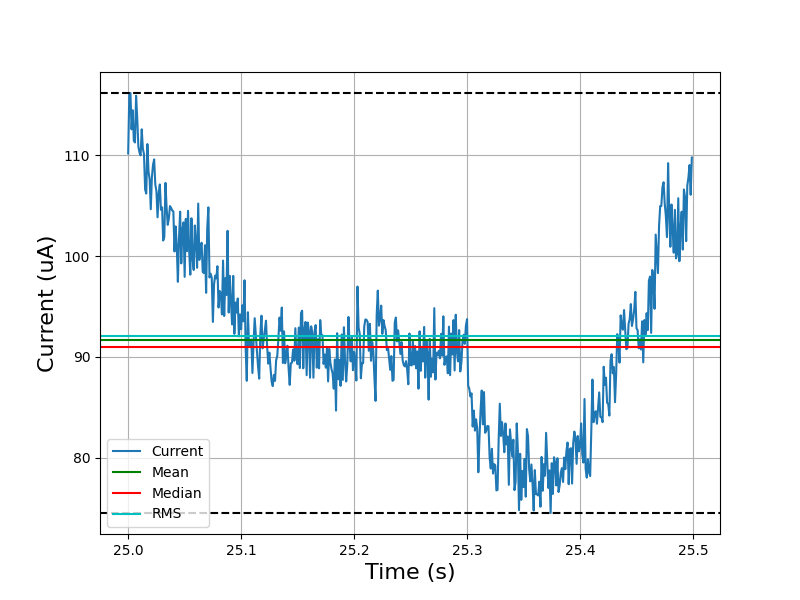 110
100
90
80
Current (uA)
Current
Mean
Median
RMS
25.0 25.1 25.2 25.3 25.4 25.5
Time (s)